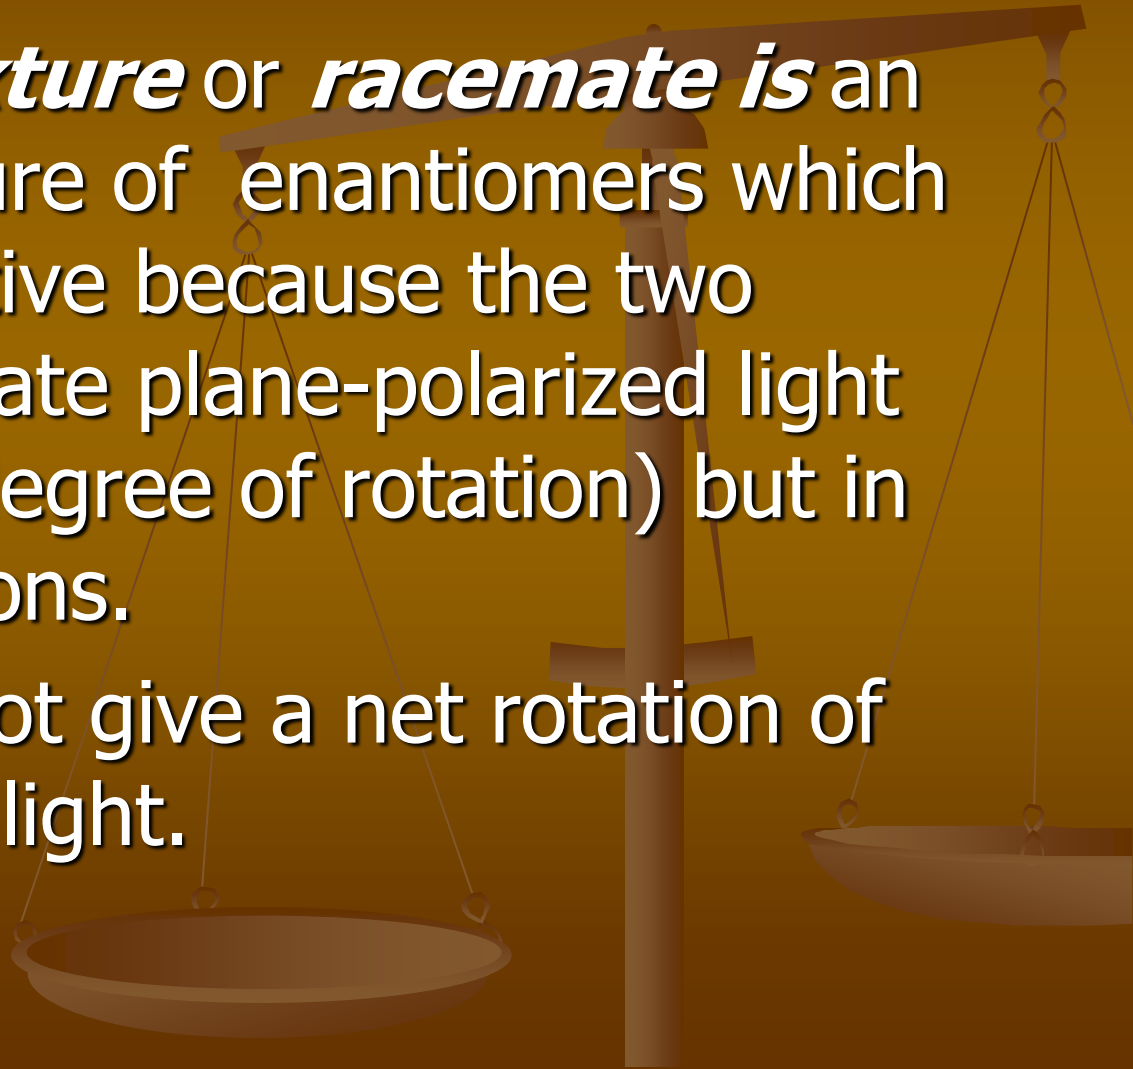 xture or racemate is an
ure of enantiomers which
ive because the two
ate plane-polarized light
egree of rotation) but in
ons.
ot give a net rotation of
light.